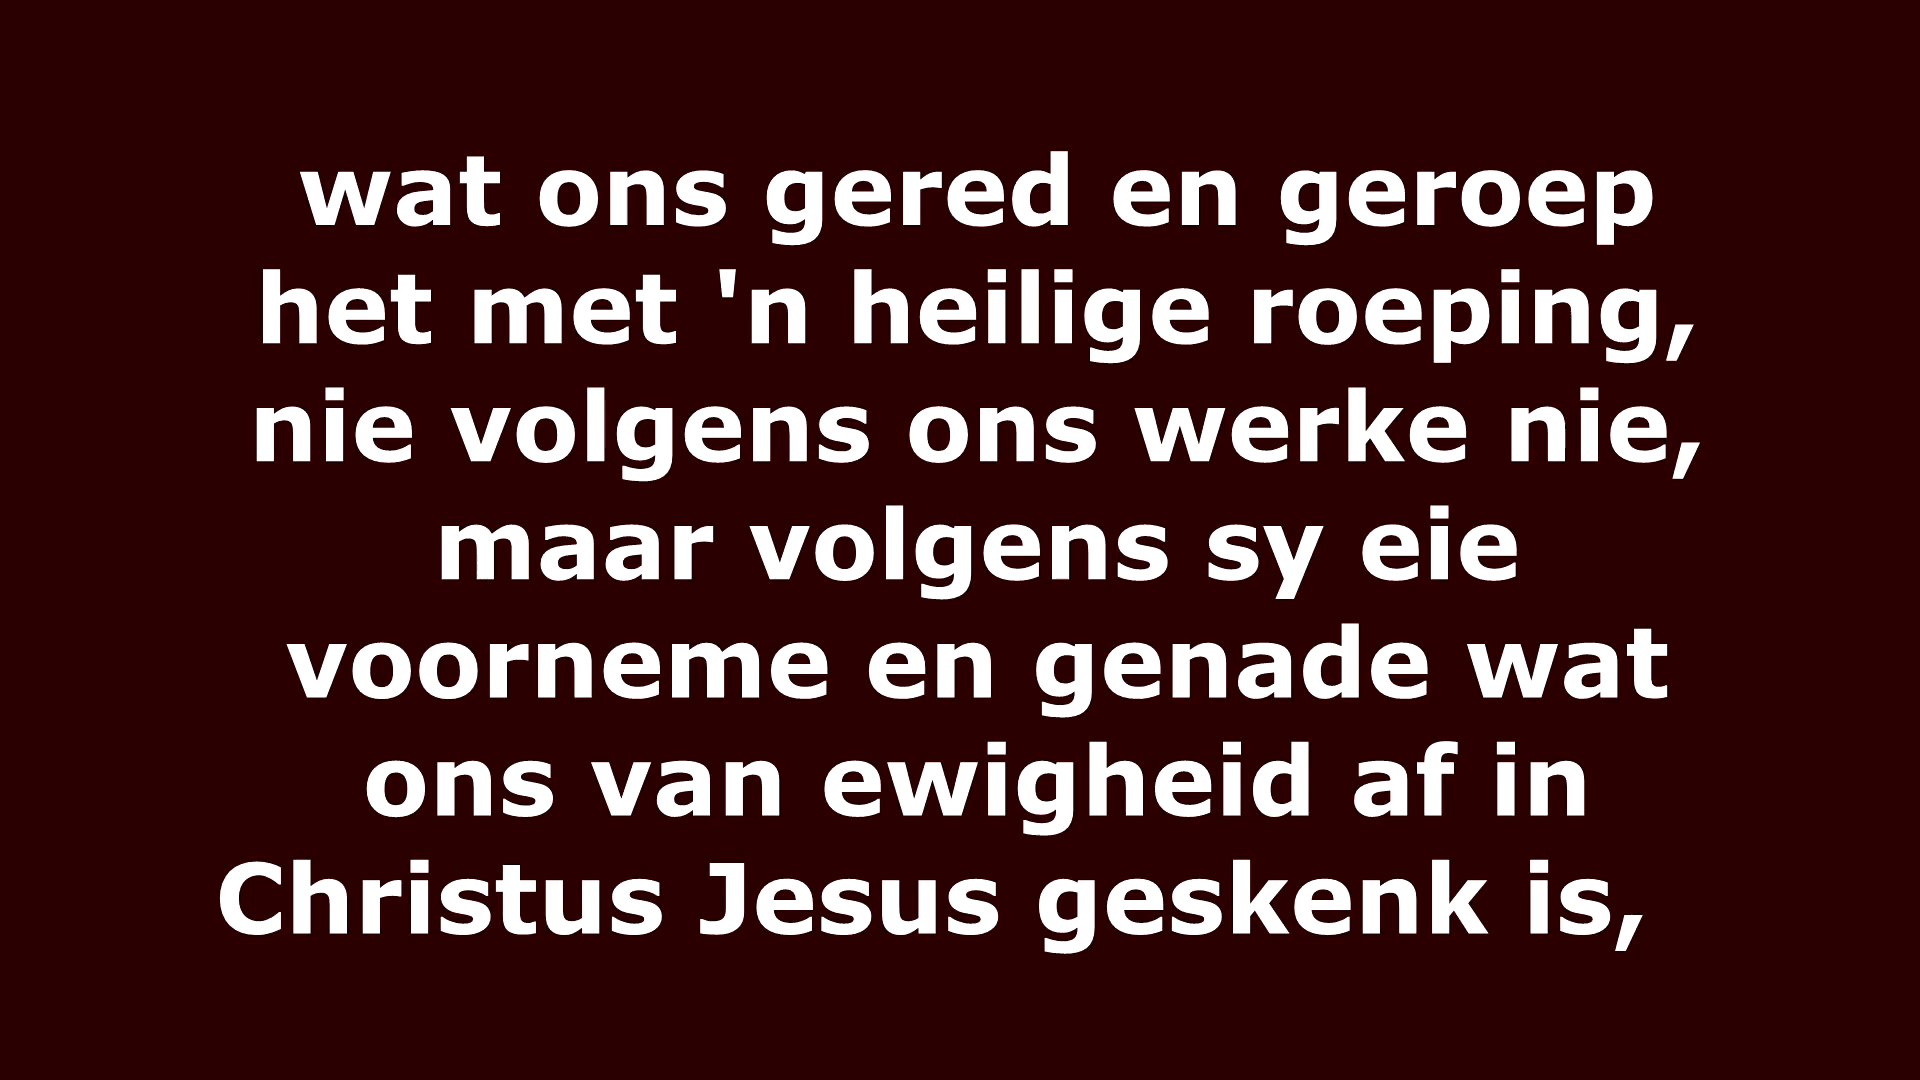 wat ons gered en geroep
het met 'n heilige roeping,
nie volgens ons werke nie,
maar volgens sy eie
voorneme en genade wat
ons van ewigheid af in
Christus Jesus geskenk is,